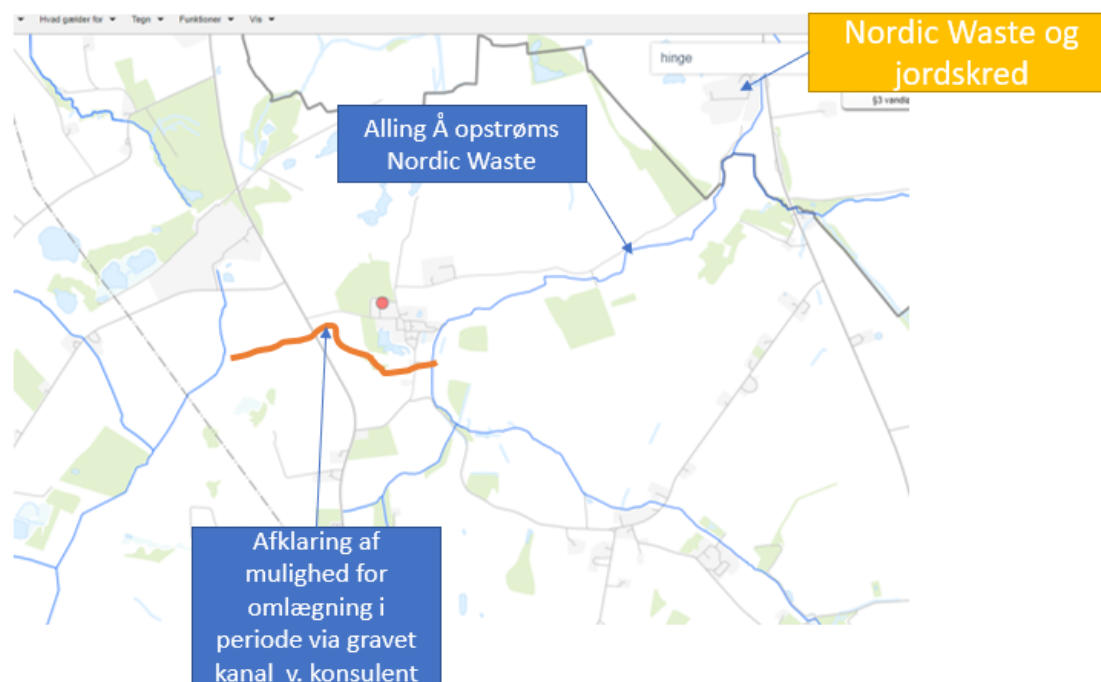 Hvad gælder for Tegn Funktioner Vis
hinge
Nordic Waste og
jordskred
§3 vandlø
Alling Å opstrøms
Nordic Waste
Afklaring af
mulighed for
omlægning i
periode via gravet
kanal v. konsulent